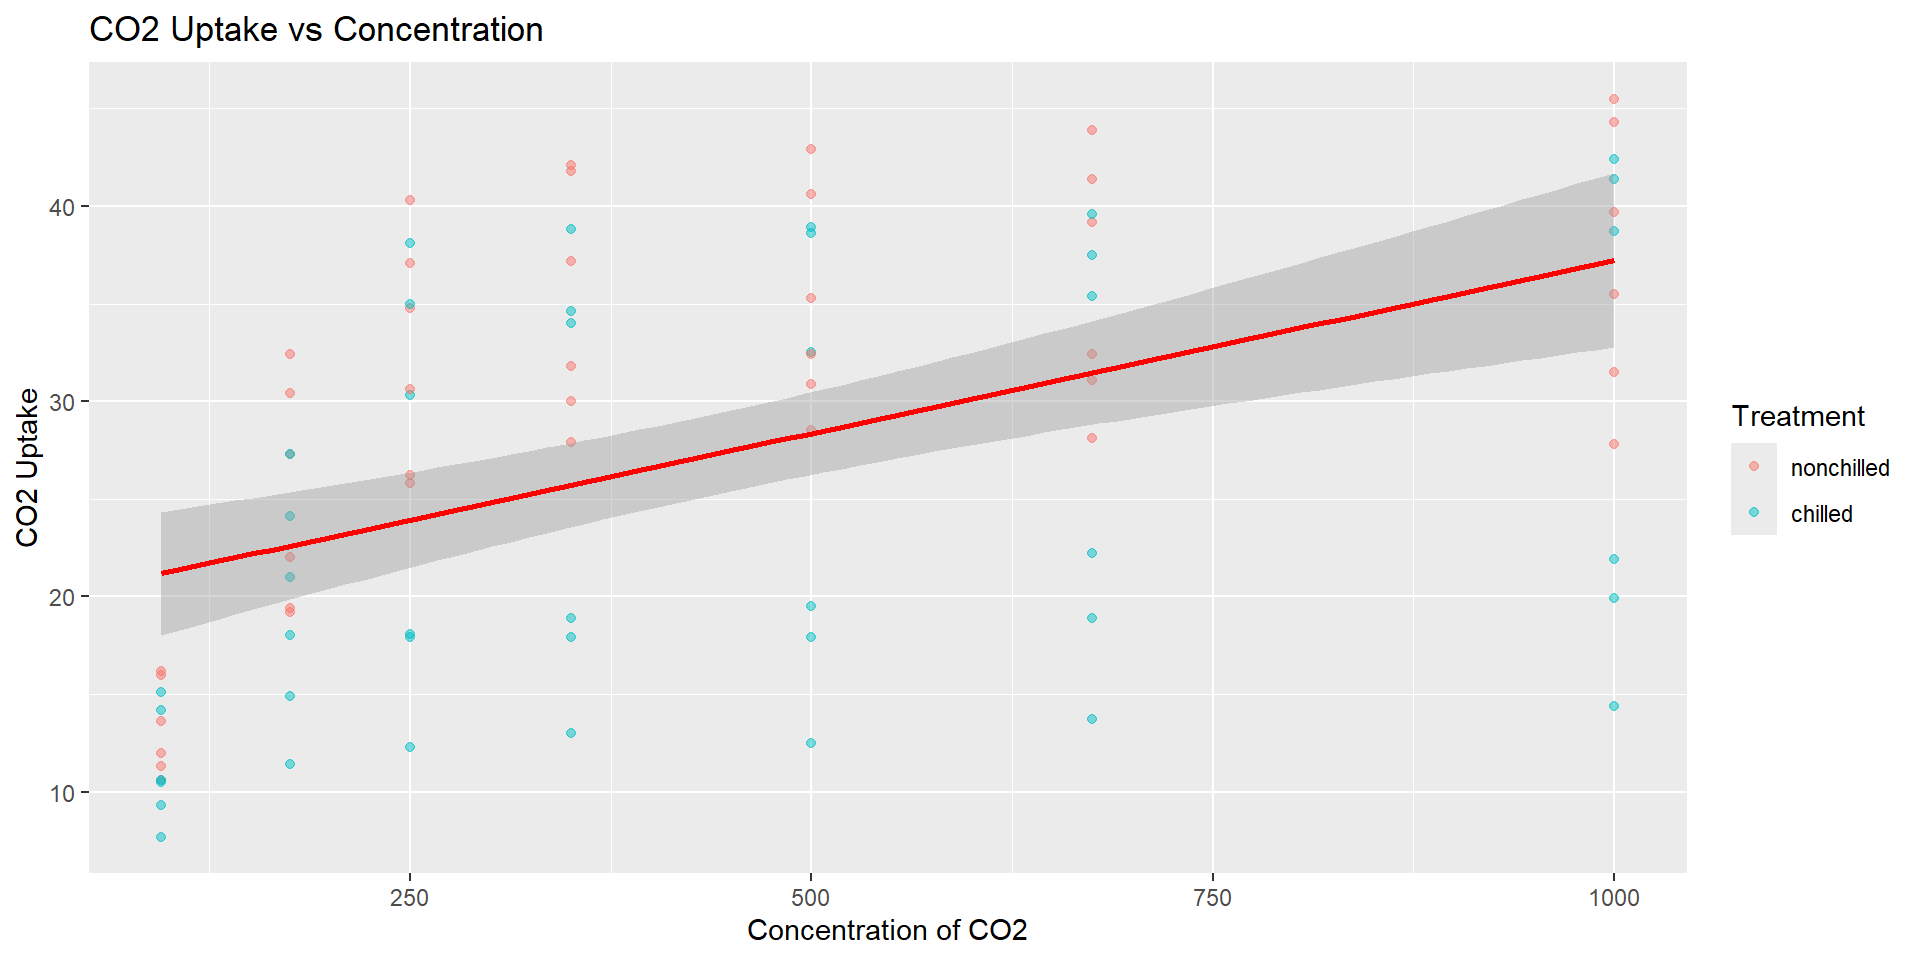 CO2 Uptake vs Concentration
CO2 Uptake
40
30
20
10
250 500 750 1000
Concentration of CO2
Treatment
nonchilled
chilled